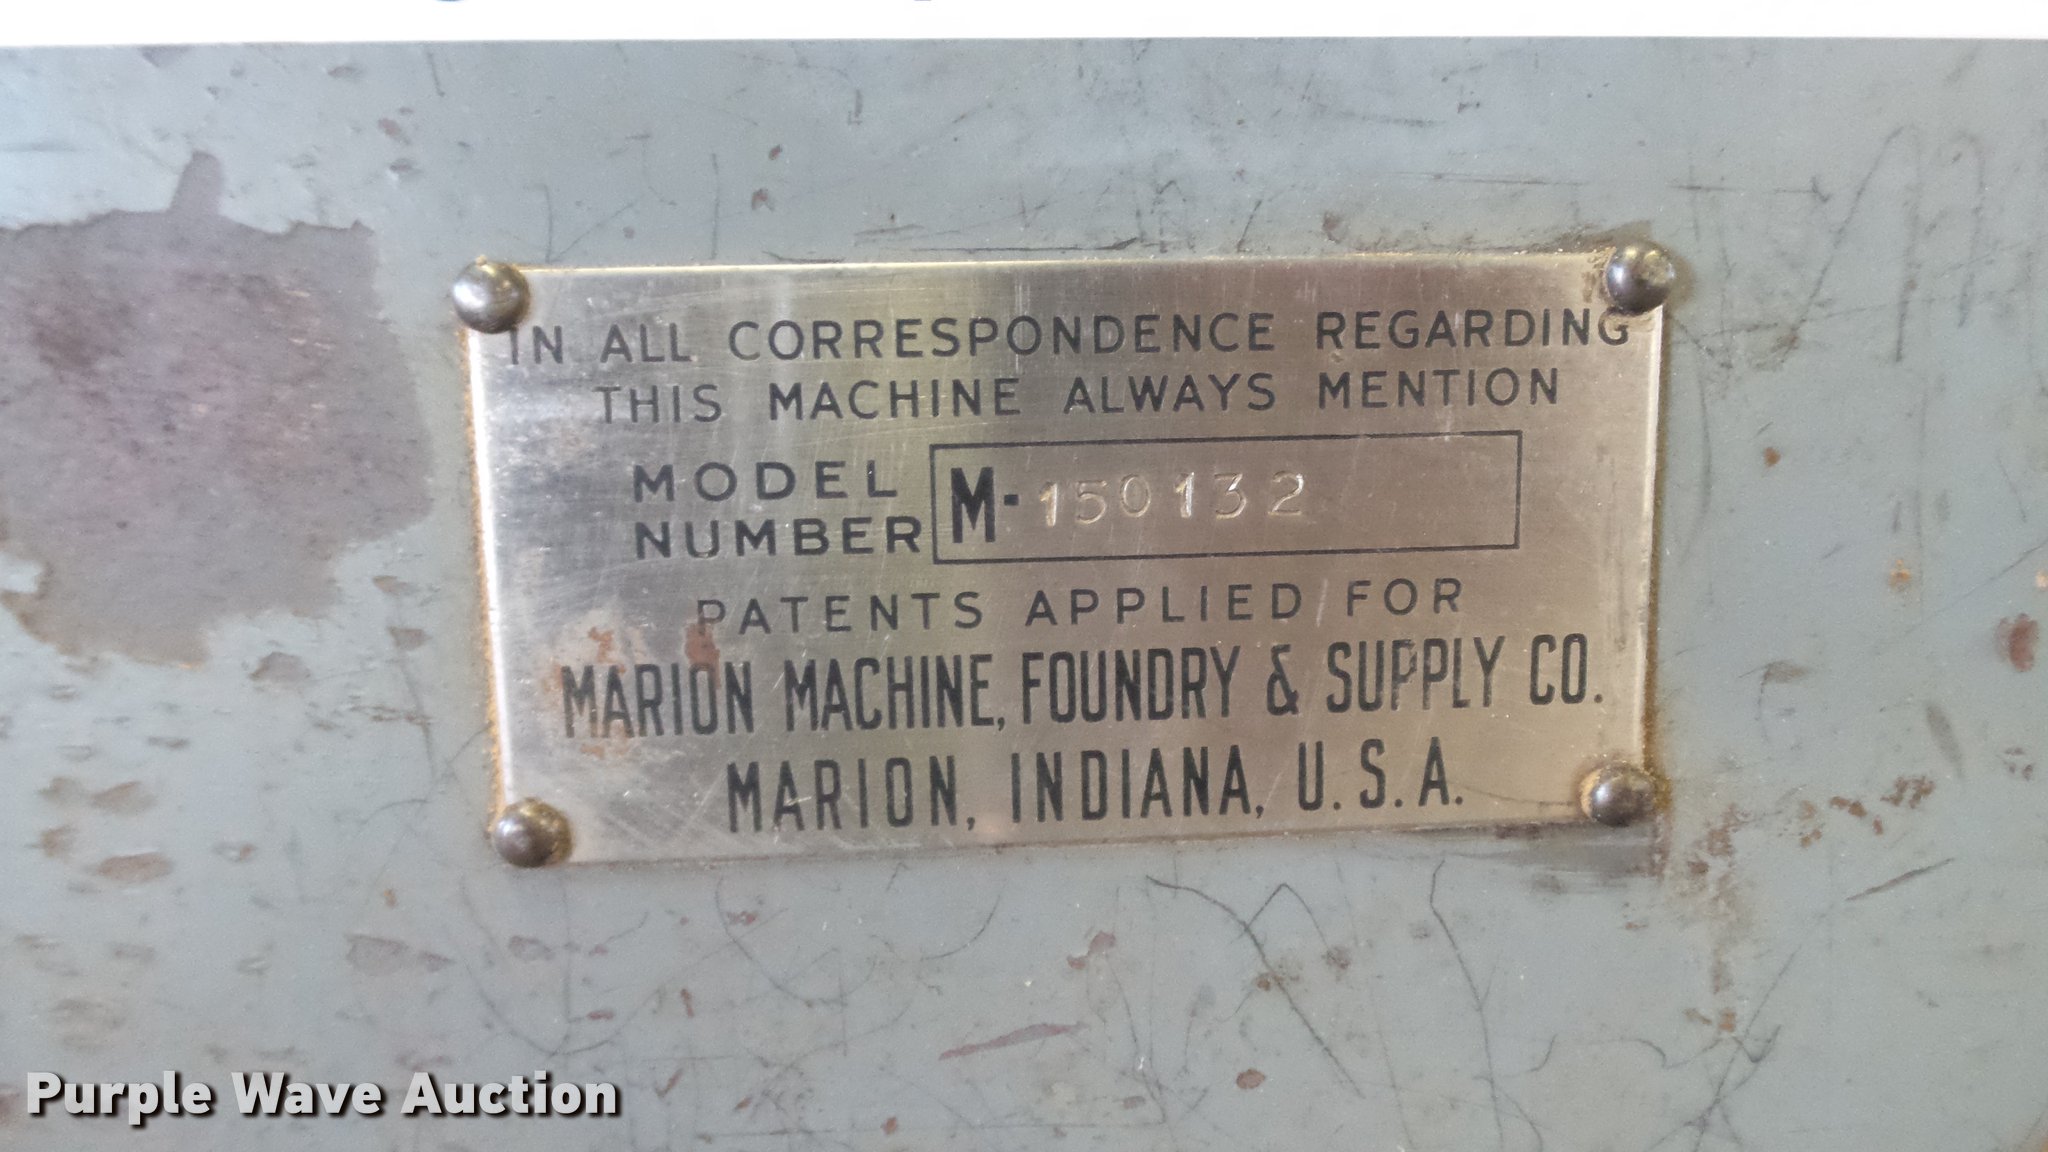 IN ALL CORRESPONDENCE REGARDING
THIS MACHINE ALWAYS MENTION
MODEL
NUMBER
M-150132
PATENTS APPLIED FOR
MARION MACHINE, FOUNDRY & SUPPLY CO.
MARION, INDIANA, U.S.A.
Purple Wave Auction